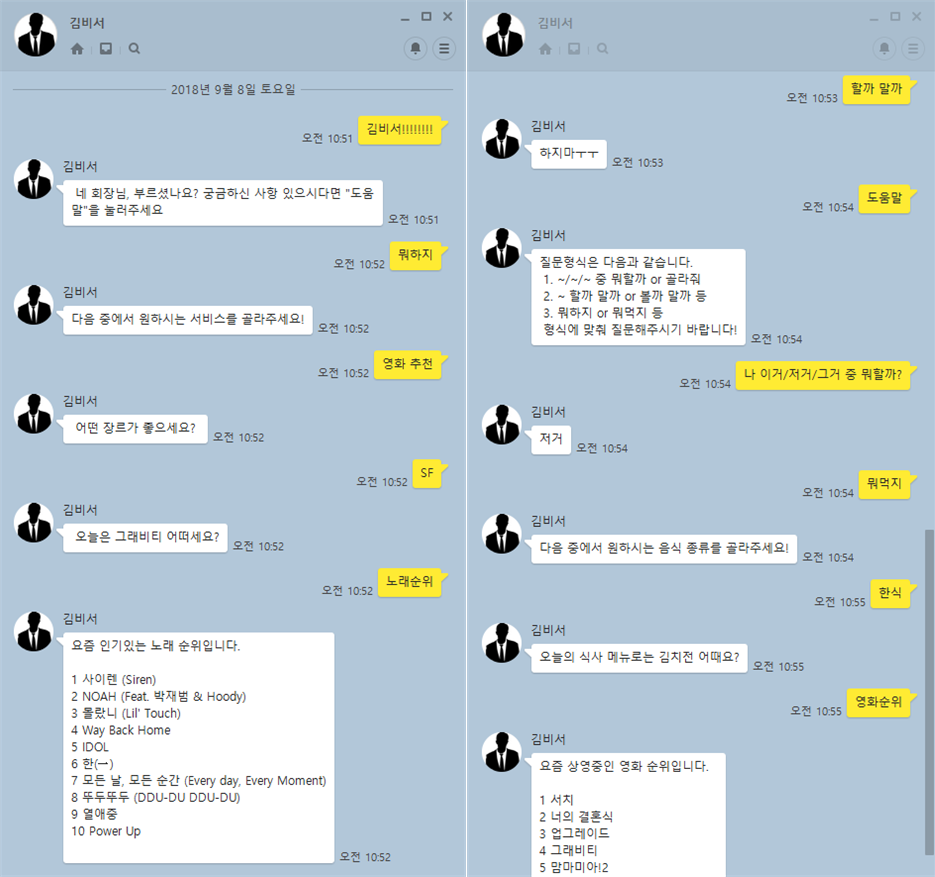 김비서
2018년 9월 8일 토요일
오전 10:51 김비서!!!!!!!!
김비서
네 회장님, 부르셨나요? 궁금하신 사항 있으시다면 "도움
말"을 눌러주세요
오전 10:51
오전 10:52 뭐하지
김비서
다음 중에서 원하시는 서비스를 골라주세요! 오전 10:52
오전 10:52 영화 추천
김비서
어떤 장르가 좋으세요? 오전 10:52
오전 10:52 SF
김비서
오늘은 그래비티 어떠세요? 오전 10:52
오전 10:52 노래순위
김비서
요즘 인기있는 노래 순위입니다.
1 사이렌 (Siren)
2 NOAH (Feat. 박재범 & Hoody)
3 몰랐니 (Lil' Touch)
4 Way Back Home
5 IDOL
6 한(一)
7 모든 날, 모든 순간 (Every day, Every Moment)
8 뚜두뚜두 (DDU-DU DDU-DU)
9 열애중
10 Power Up
오전 10:52
김비서
오전 10:53 할까 말까
김비서
하지마ㅜㅜ 오전 10:53
오전 10:54 도움말
김비서
질문형식은 다음과 같습니다.
1. ~/~/~ 중 뭐할까 or 골라줘
2. ~ 할까 말까 or 볼까 말까 등
3. 뭐하지 or 뭐먹지 등
형식에 맞춰 질문해주시기 바랍니다!
오전 10:54
오전 10:54 나 이거/저거/그거 중 뭐할까?
김비서
저거 오전 10:54
오전 10:54 뭐먹지
김비서
다음 중에서 원하시는 음식 종류를 골라주세요! 오전 10:54
오전 10:55 한식
김비서
오늘의 식사 메뉴로는 김치전 어때요? 오전 10:55
오전 10:55 영화순위
김비서
요즘 상영중인 영화 순위입니다.
1 서치
2 너의 결혼식
3 업그레이드
4 그래비티
5 맘마미아!2